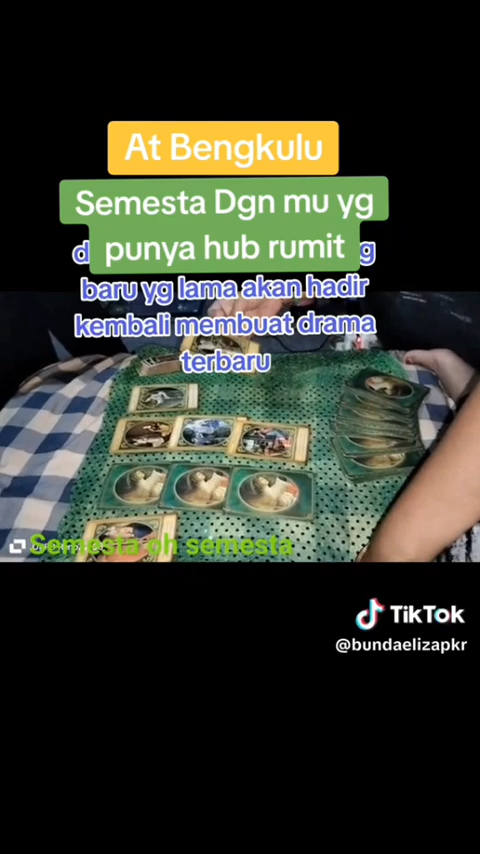 At Bengkulu
Semesta Dgn mu yg
punya hub rumit
baru yg lama akan hadir
kembali membuat drama
terbaru
Semesta oh semesta
TikTok
@bundaelizapkr